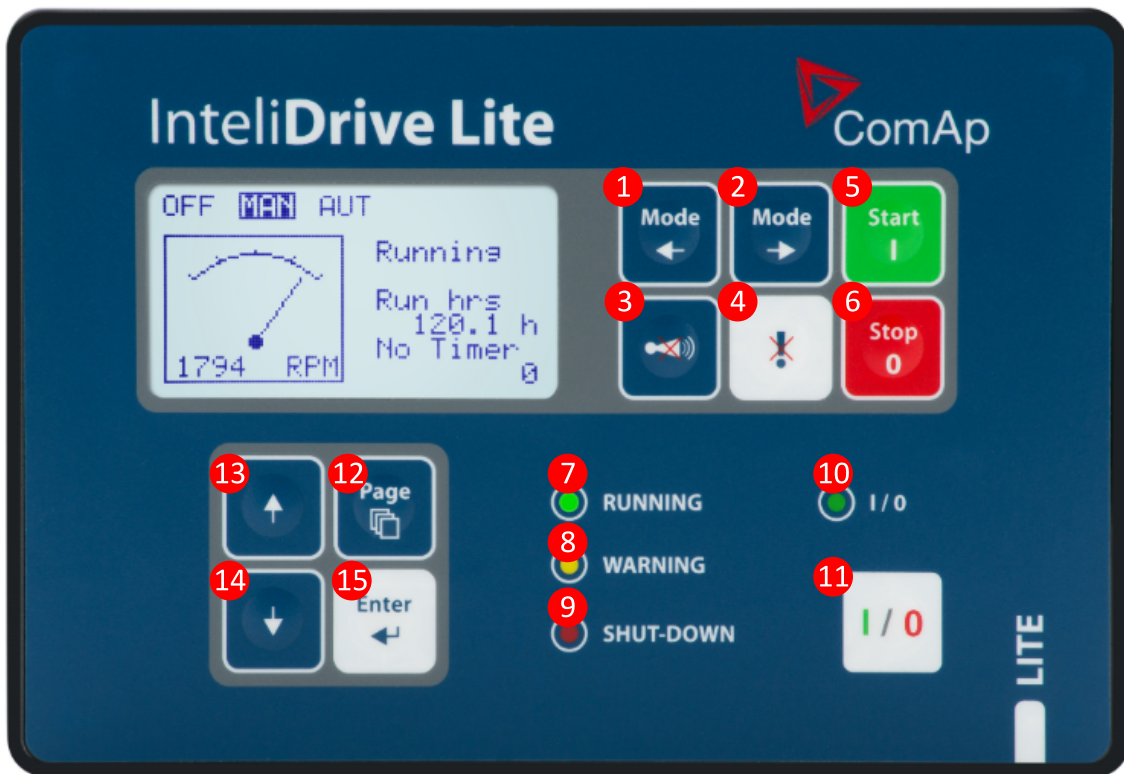 InteliDrive Lite
ComAp
OFF MAN AUT
Running
Run hrs
120.1 h
No Timer
0
1794 RPM
1
Mode
2
Mode
5
Start
I
3
4
6
Stop
0
13
12
Page
14
15
Enter
7
RUNNING
8
WARNING
9
SHUT-DOWN
10
I / 0
11
I / 0
LITE